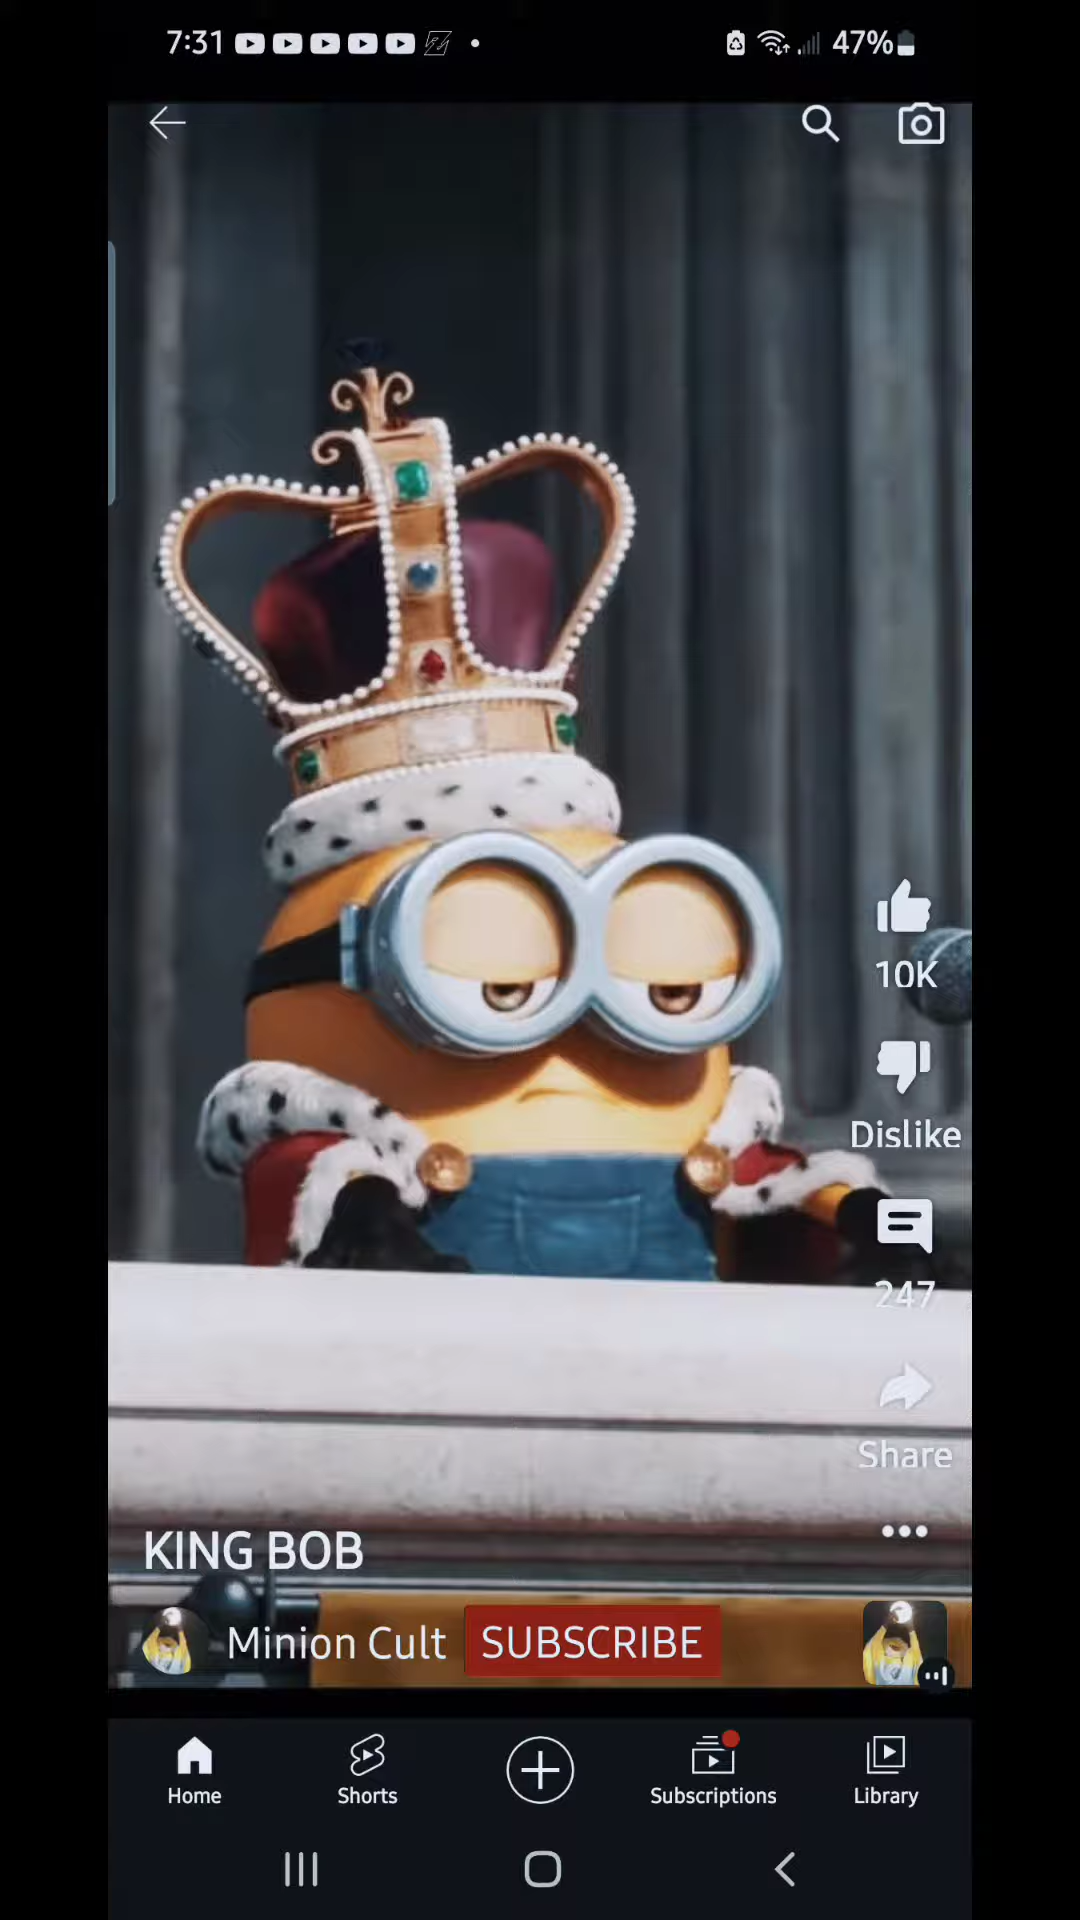 7:31
47%
10K
Dislike
247
Share
KING BOB
Minion Cult SUBSCRIBE
Home Shorts Subscriptions Library